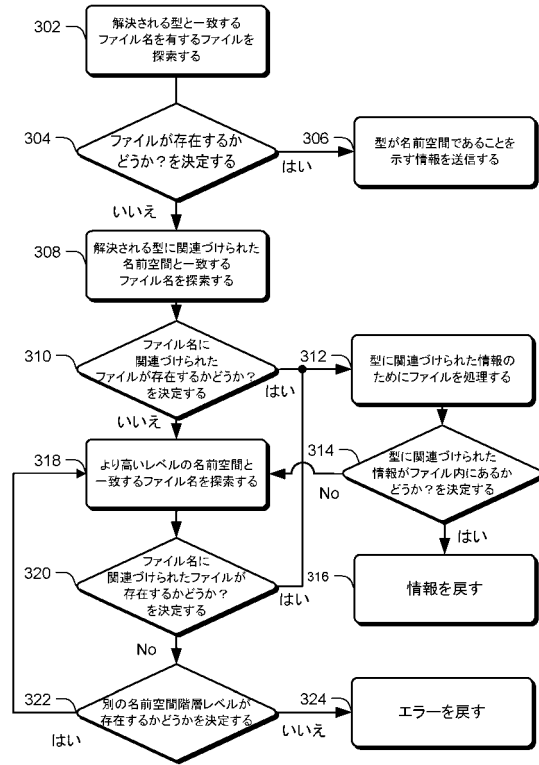 302
解決される型と一致する
ファイル名を有するファイルを
探索する
304
ファイルが存在するか
どうか？を決定する
はい
306
型が名前空間であることを
示す情報を送信する
いいえ
308
解決される型に関連づけられた
名前空間と一致する
ファイル名を探索する
310
ファイル名に
関連づけられた
ファイルが存在するかどうか？
を決定する
はい
312
型に関連づけられた情報の
ためにファイルを処理する
いいえ
314
型に関連づけられた
情報がファイル内にあるか
どうか？を決定する
No
はい
316
情報を戻す
318
より高いレベルの名前空間と
一致するファイル名を探索する
320
ファイル名に
関連づけられたファイルが
存在するかどうか？
を決定する
はい
No
322
別の名前空間階層レベルが
存在するかどうかを決定する
はい
いいえ
324
エラーを戻す